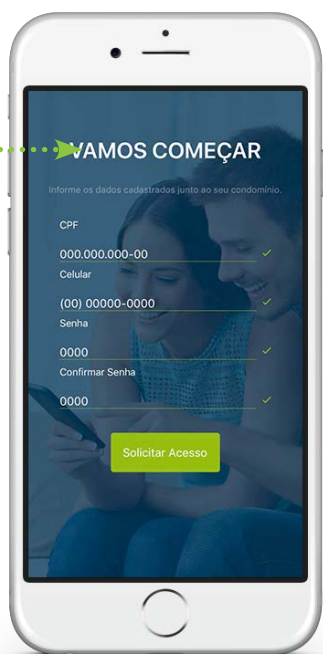 VAMOS COMEÇAR
Informe os dados cadastrados junto ao seu condomínio.
CPF
000.000.000-00
Celular
(00) 00000-0000
Senha
0000
Confirmar Senha
0000
Solicitar Acesso